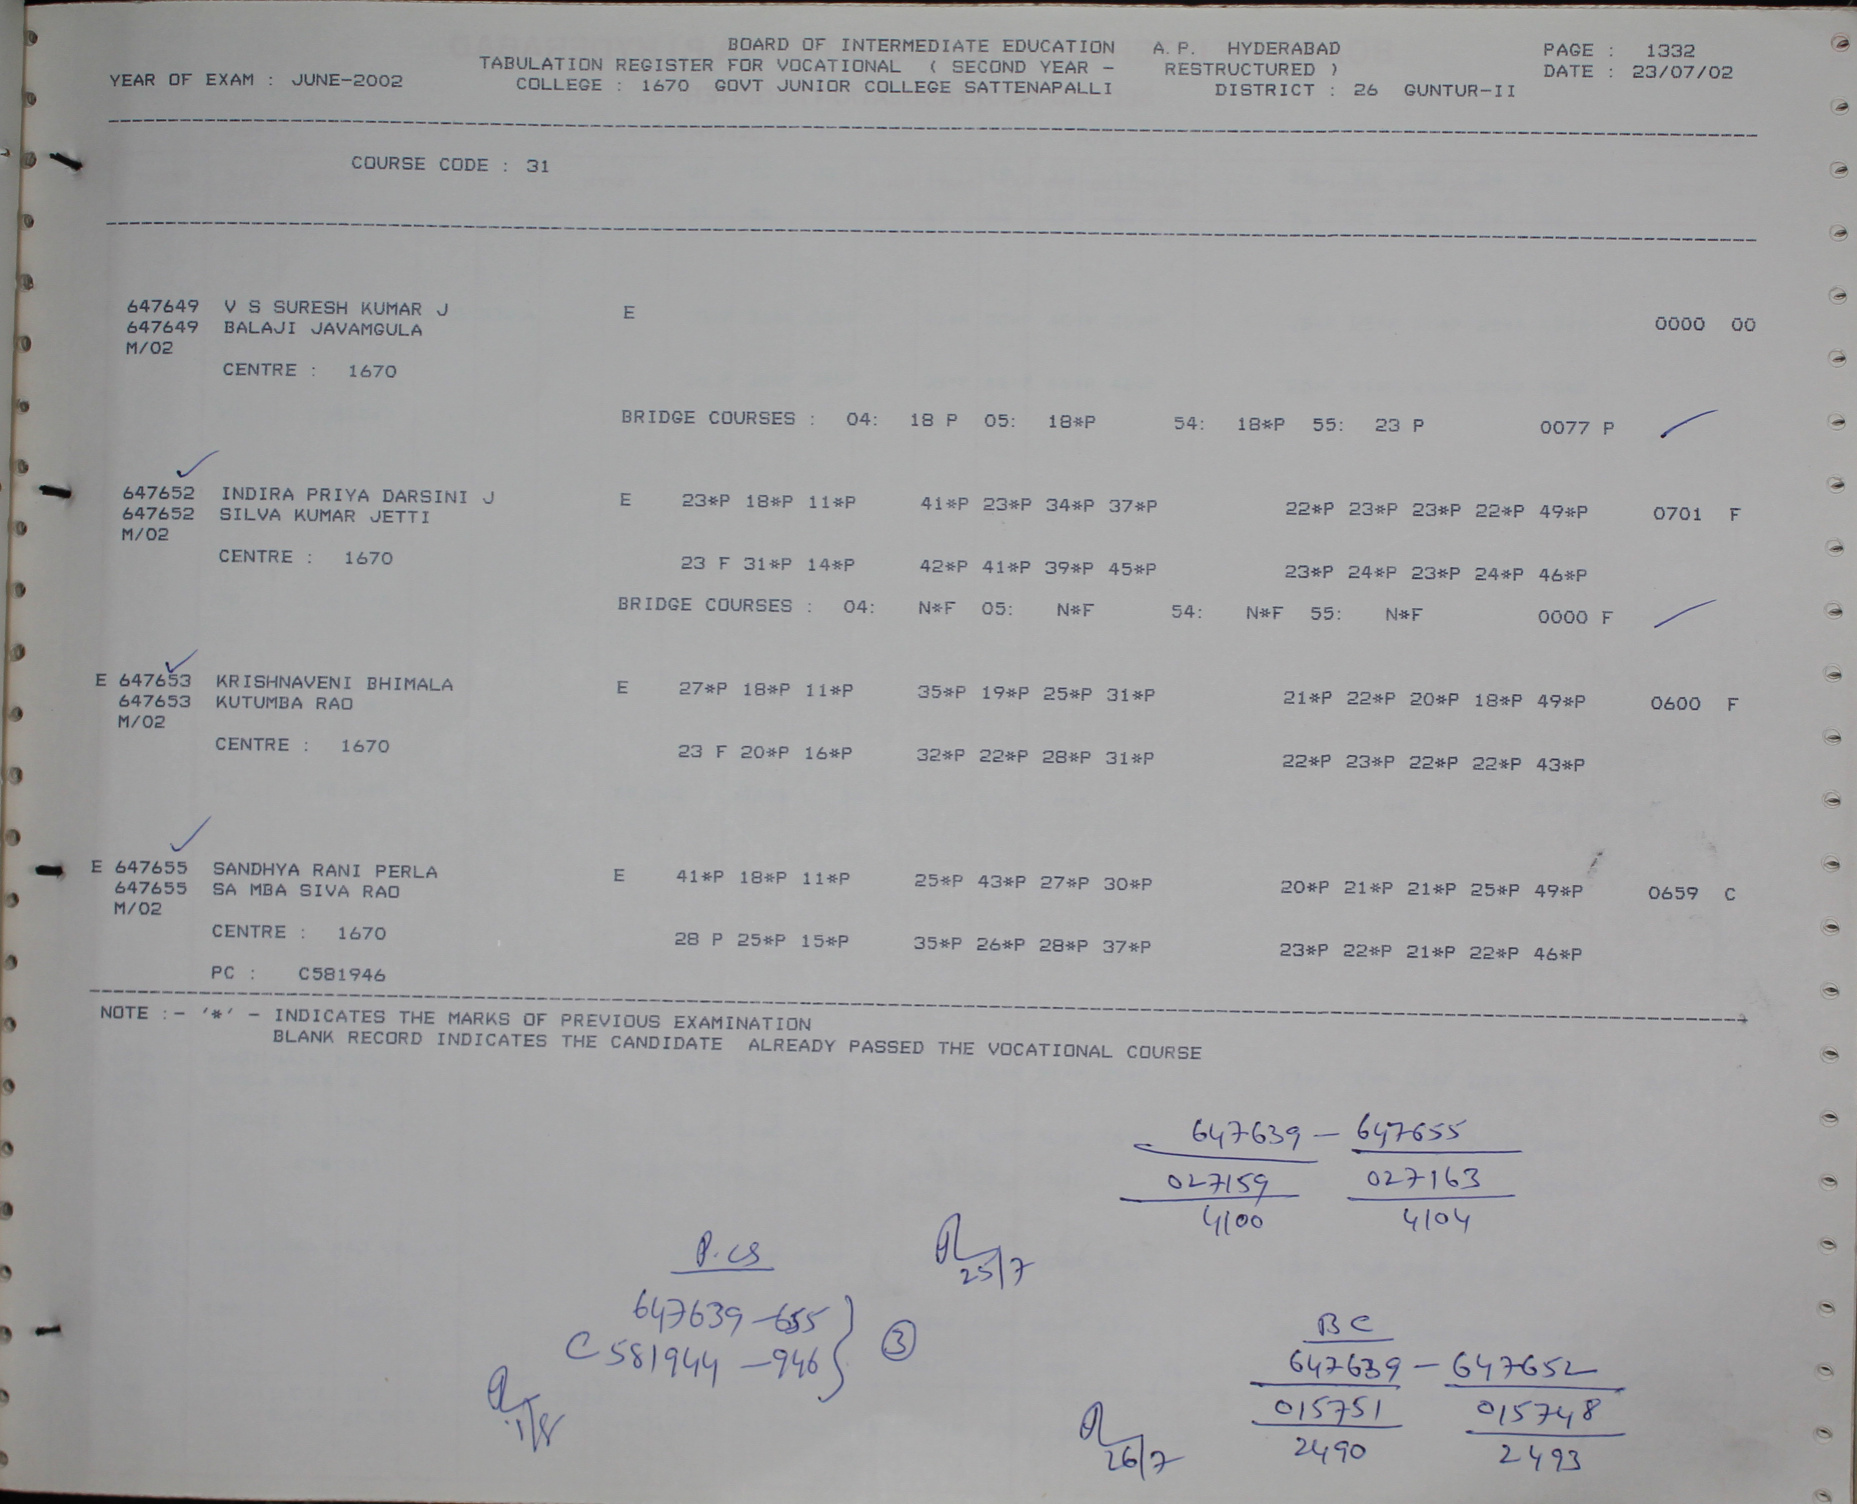 BOARD OF INTERMEDIATE EDUCATION A.P. HYDERABAD PAGE : 1332
TABULATION REGISTER FOR VOCATIONAL ( SECOND YEAR - RESTRUCTURED ) DATE : 23/07/02
YEAR OF EXAM : JUNE-2002 COLLEGE : 1670 GOVT JUNIOR COLLEGE SATTENAPALLI DISTRICT : 26 GUNTUR-II
COURSE CODE : 31
647649 V S SURESH KUMAR J E
647649 BALAJI JAVAMGULA 0000 00
M/02
CENTRE : 1670
BRIDGE COURSES : 04: 18 P 05: 18*P 54: 18*P 55: 23 P 0077 P
647652 INDIRA PRIYA DARSINI J E 23*P 18*P 11*P 41*P 23*P 34*P 37*P 22*P 23*P 23*P 22*P 49*P 0701 F
647652 SILVA KUMAR JETTI
M/02
CENTRE : 1670 23 F 31*P 14*P 42*P 41*P 39*P 45*P 23*P 24*P 23*P 24*P 46*P
BRIDGE COURSES : 04: N*F 05: N*F 54: N*F 55: N*F 0000 F
E 647653 KRISHNAVENI BHIMALA E 27*P 18*P 11*P 35*P 19*P 25*P 31*P 21*P 22*P 20*P 18*P 49*P 0600 F
647653 KUTUMBA RAO
M/02
CENTRE : 1670 23 F 20*P 16*P 32*P 22*P 28*P 31*P 22*P 23*P 22*P 22*P 43*P
E 647655 SANDHYA RANI PERLA E 41*P 18*P 11*P 25*P 43*P 27*P 30*P 20*P 21*P 21*P 25*P 49*P 0659 C
647655 SA MBA SIVA RAO
M/02
CENTRE : 1670 28 P 25*P 15*P 35*P 26*P 28*P 37*P 23*P 22*P 21*P 22*P 46*P
PC : C581946
NOTE :- '*' - INDICATES THE MARKS OF PREVIOUS EXAMINATION
BLANK RECORD INDICATES THE CANDIDATE ALREADY PASSED THE VOCATIONAL COURSE
647639 - 647655
027159 027163
4100 4104
25/7
P.CS
647639-655
C581944-946 } 3
1/8
BC
647639 - 647652
015751 015748
2490 2493
26/7